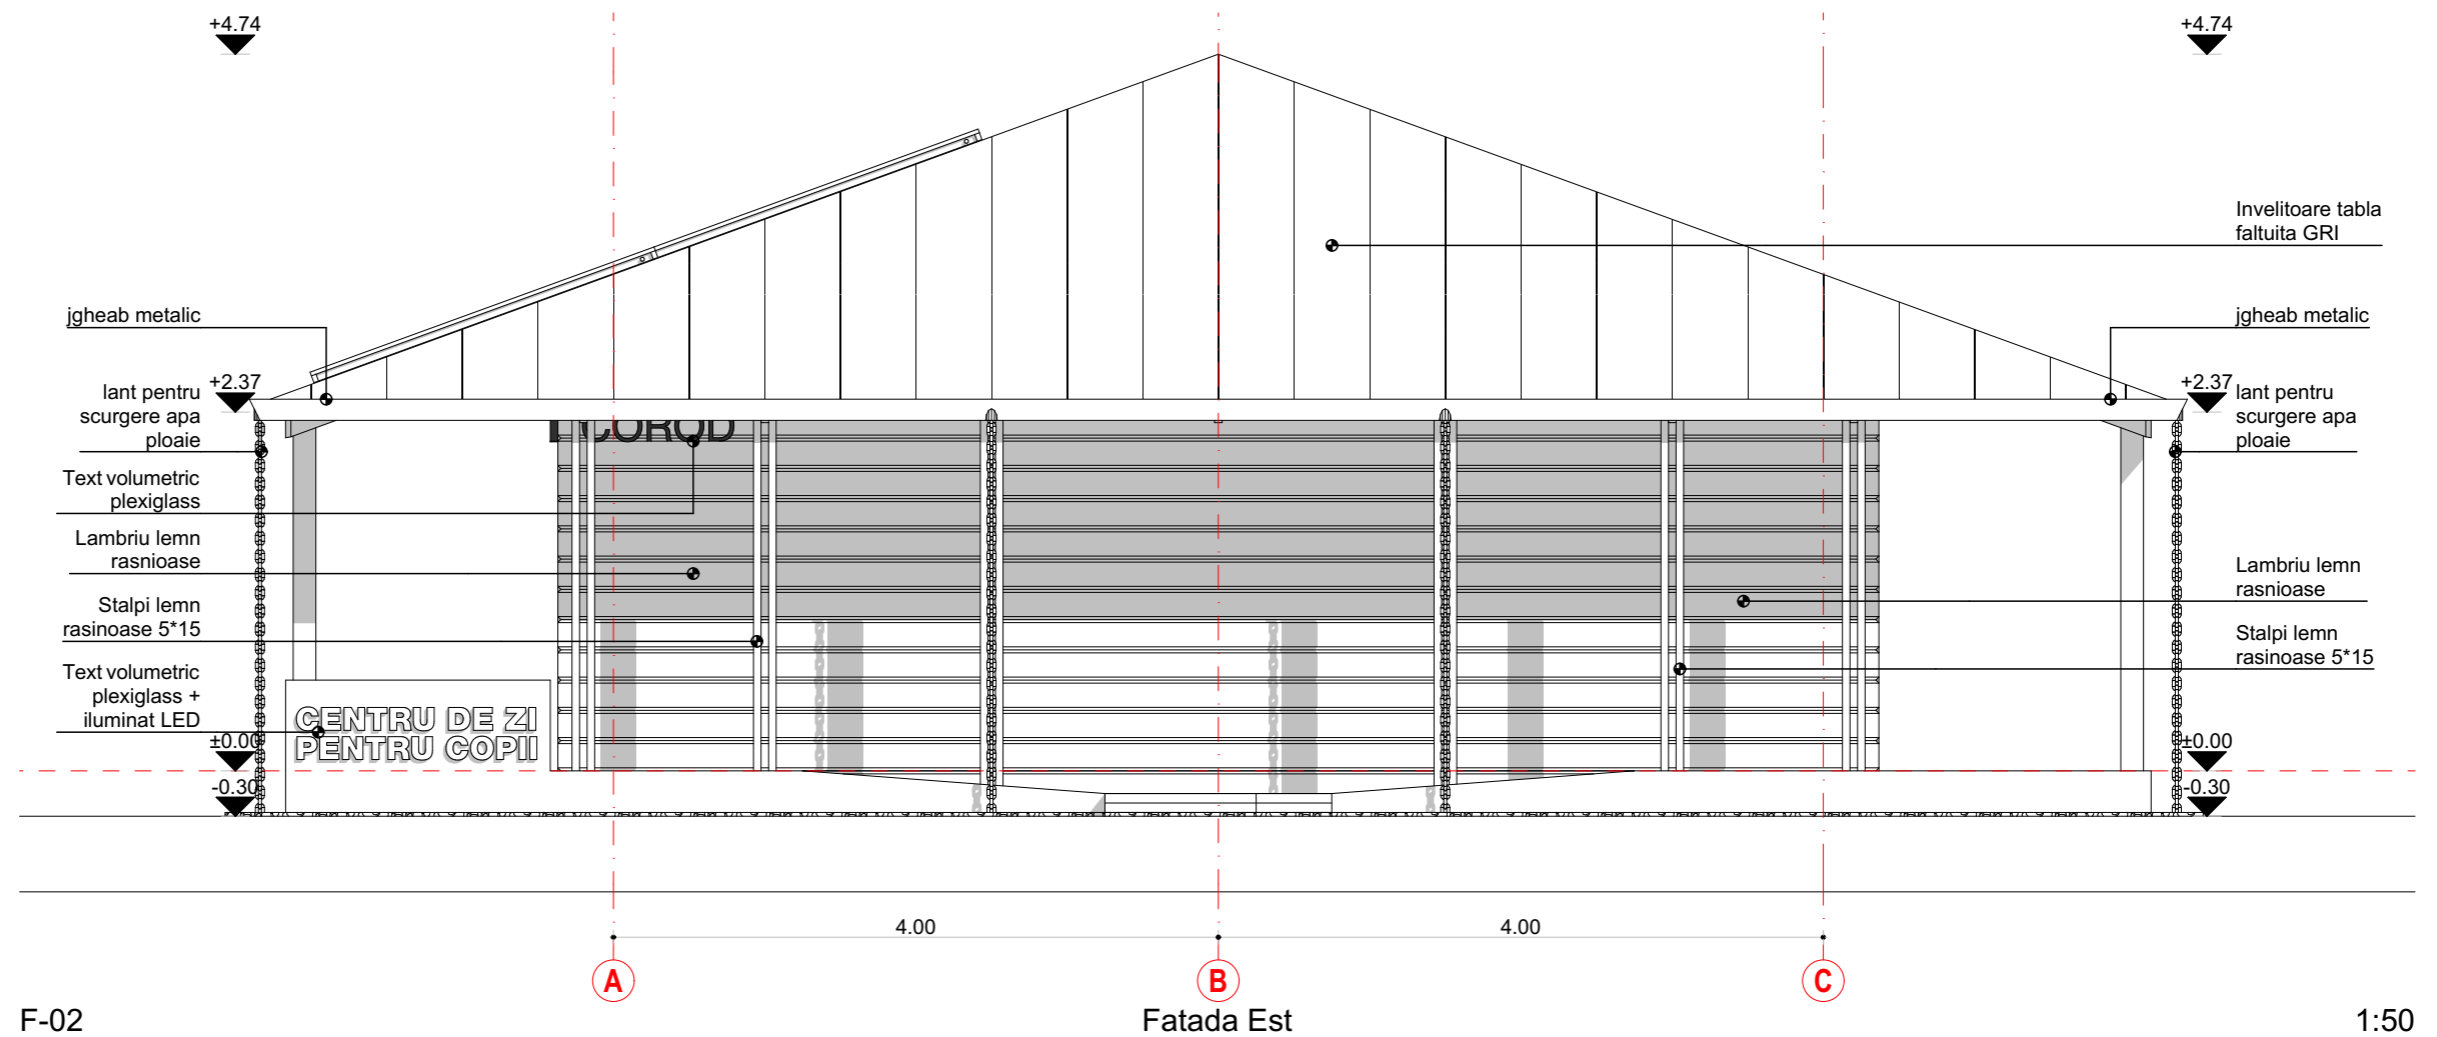 +4.74
+4.74
Invelitoare tabla
faltuita GRI
jgheab metalic
jgheab metalic
+2.37
lant pentru
scurgere apa
ploaie
+2.37
lant pentru
scurgere apa
ploaie
COROD
Text volumetric
plexiglass
Lambriu lemn
rasnioase
Lambriu lemn
rasnioase
Stalpi lemn
rasinoase 5*15
Stalpi lemn
rasinoase 5*15
Text volumetric
plexiglass +
iluminat LED
CENTRU DE ZI
PENTRU COPII
±0.00
±0.00
-0.30
-0.30
4.00
4.00
A
B
C
F-02
Fatada Est
1:50